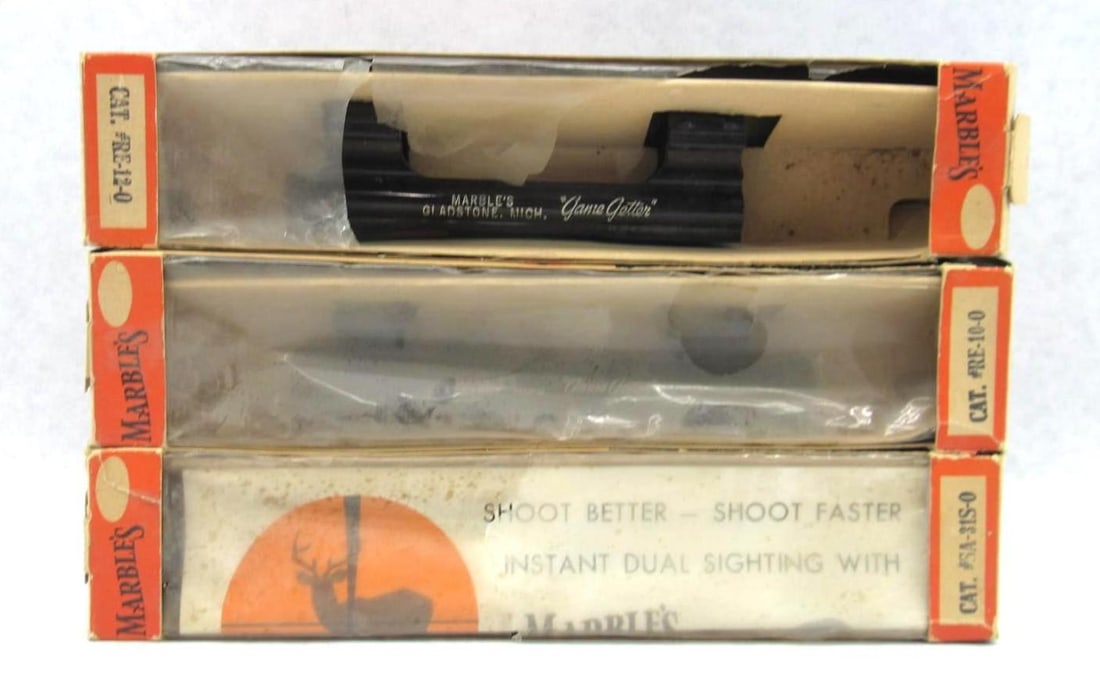 CAT. #RE-12-0
MARBLE'S
GLADSTONE, MICH. "Game Getter"
MARBLE'S
MARBLE'S
CAT. #RE-10-0
MARBLE'S
SHOOT BETTER — SHOOT FASTER
INSTANT DUAL SIGHTING WITH
MARBLE'S
CAT. #SA-31S-0